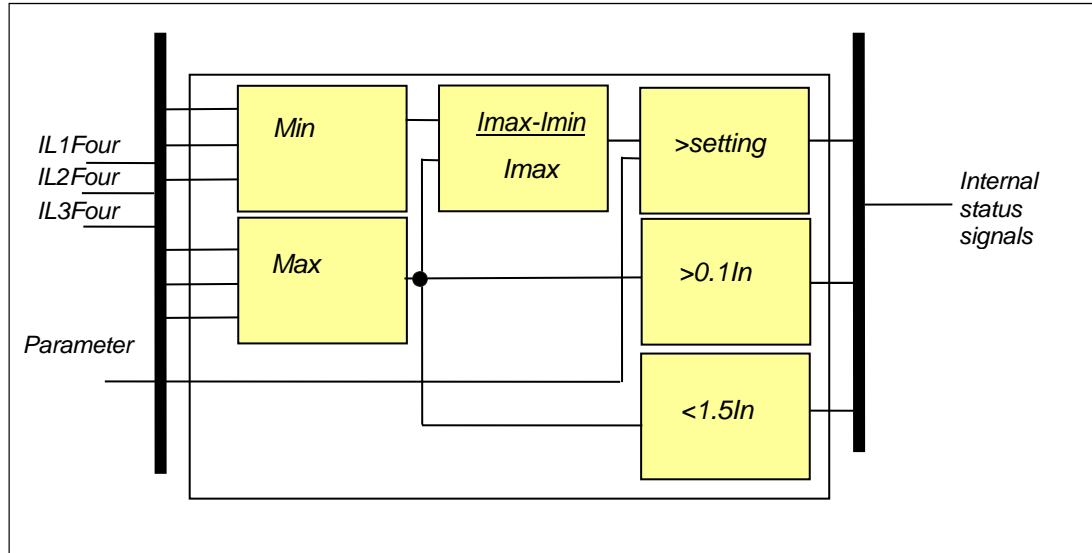 IL1Four
IL2Four
IL3Four
Parameter
Min
Max
Imax-Imin
Imax
>setting
>0.1In
<1.5In
Internal
status
signals